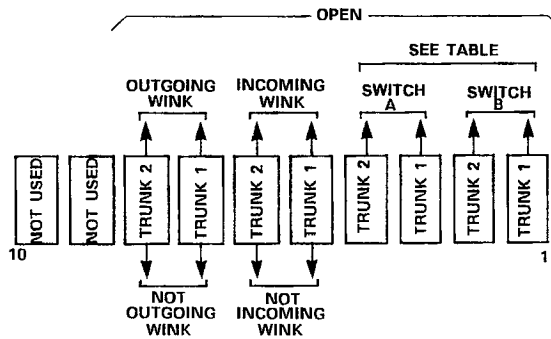 OPEN
SEE TABLE
OUTGOING WINK
INCOMING WINK
SWITCH A
SWITCH B
NOT USED
NOT USED
TRUNK 2
TRUNK 1
TRUNK 2
TRUNK 1
TRUNK 2
TRUNK 1
TRUNK 2
TRUNK 1
10
1
NOT OUTGOING WINK
NOT INCOMING WINK